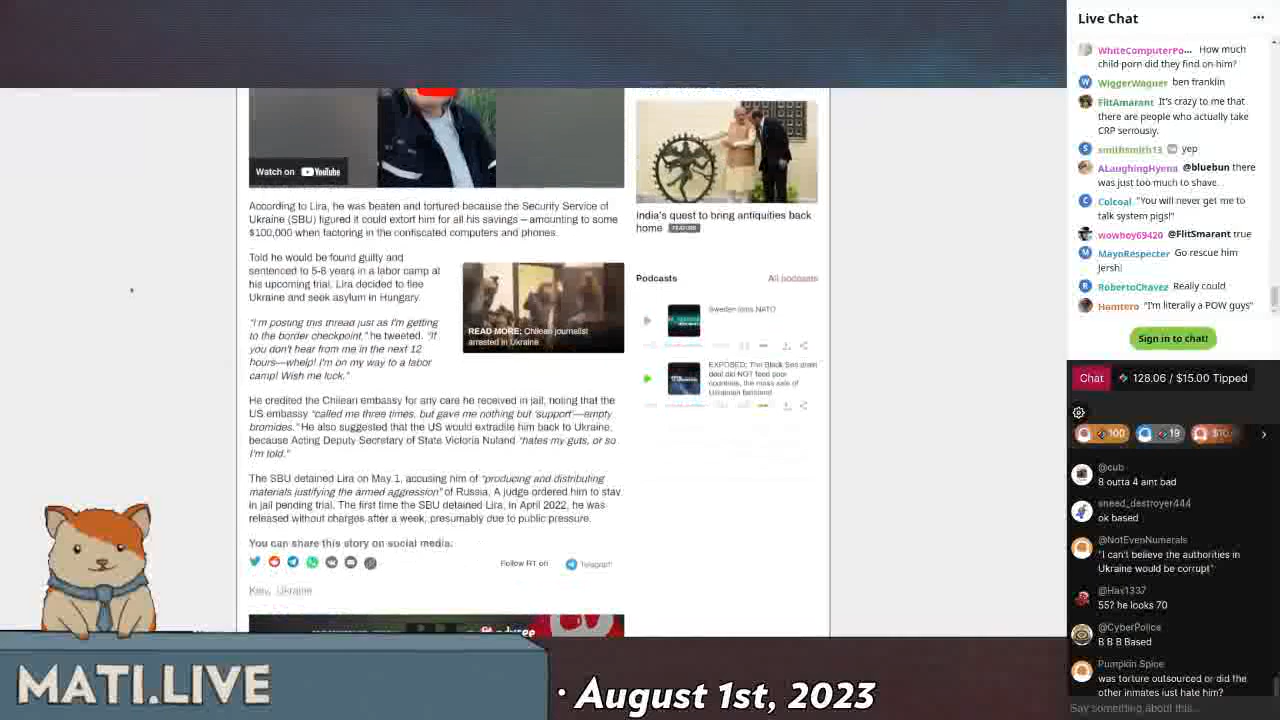 Watch on YouTube
According to Lira, he was beaten and tortured because the Security Service of
Ukraine (SBU) figured it could extort him for all his savings – amounting to some
$100,000 when factoring in the confiscated computers and phones.
Told he would be found guilty and
sentenced to 5-8 years in a labor camp at
his upcoming trial, Lira decided to flee
Ukraine and seek asylum in Hungary.
READ MORE: Chilean journalist
arrested in Ukraine
"I'm posting this thread just as I'm getting
to the border checkpoint," he tweeted. "If
you don't hear from me in the next 12
hours—whelp! I'm on my way to a labor
camp! Wish me luck."
He credited the Chilean embassy for any care he received in jail, noting that the
US embassy "called me three times, but gave me nothing but 'support'—empty
bromides." He also suggested that the US would extradite him back to Ukraine,
because Acting Deputy Secretary of State Victoria Nuland "hates my guts, or so
I'm told."
The SBU detained Lira on May 1, accusing him of "producing and distributing
materials justifying the armed aggression" of Russia. A judge ordered him to stay
in jail pending trial. The first time the SBU detained Lira, in April 2022, he was
released without charges after a week, presumably due to public pressure.
You can share this story on social media:
Follow RT on
Telegram
Kiev, Ukraine
India's quest to bring antiquities back
home FEATURE
Podcasts
All podcasts
Sweden joins NATO
EXPOSED: The Black Sea grain
deal did NOT feed poor
countries, the mass sale of
Ukrainian farmland
MATI.LIVE
· August 1st, 2023
Live Chat
WhiteComputerPo... How much
child porn did they find on him?
WiggerWagner ben franklin
FlitAmarant It's crazy to me that
there are people who actually take
CRP seriously.
smithsmith13 yep
ALaughingHyena @bluebun there
was just too much to shave.
Colcoal "You will never get me to
talk system pigs!"
wowboy69420 @FlitSmarant true
MayoRespecter Go rescue him
Jersh!
RobertoChavez Really could
Hamtero "I'm literally a POW guys"
Sign in to chat!
Chat 128.06 / $15.00 Tipped
100 19 $10
@cub
8 outta 4 aint bad
sneed_destroyer444
ok based
@NotEvenNumerals
"I can't believe the authorities in
Ukraine would be corrupt"
@Hax1337
55? he looks 70
@CyberPolice
B B B Based
Pumpkin Spice
was torture outsourced or did the
other inmates just hate him?
Say something about this...